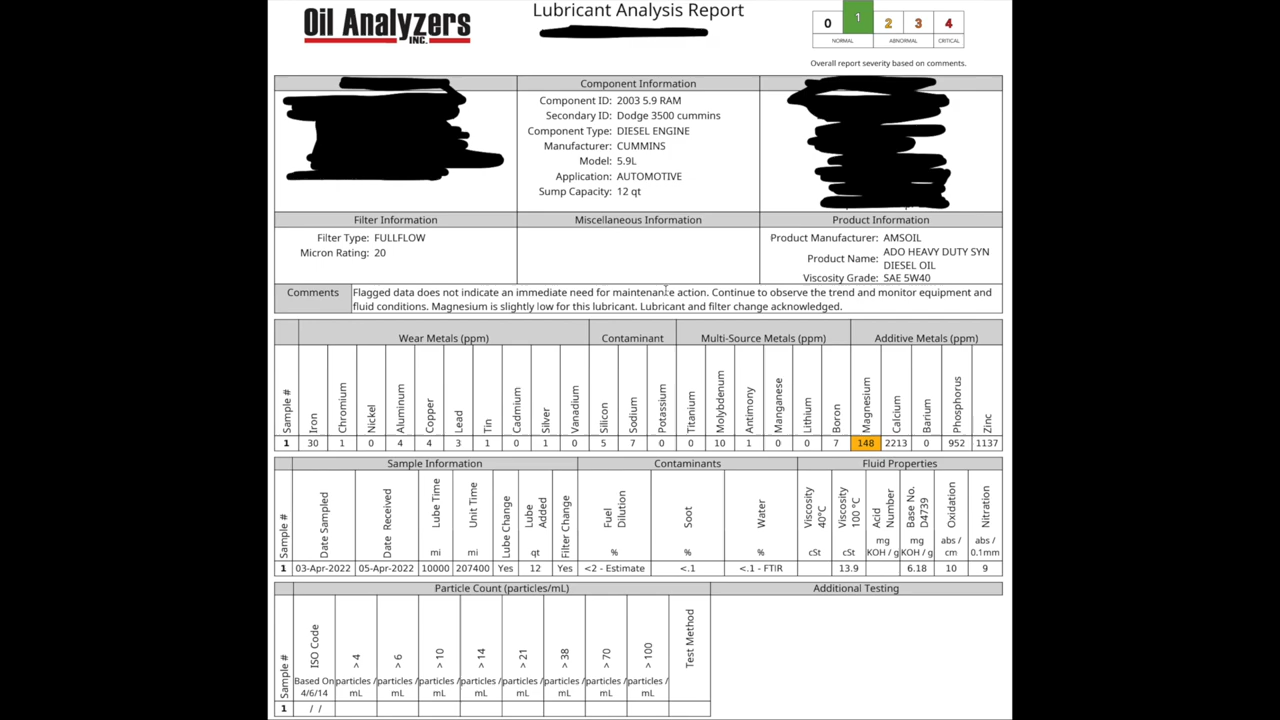 Oil Analyzers
INC.
Lubricant Analysis Report
0 1 2 3 4
NORMAL ABNORMAL CRITICAL
Overall report severity based on comments.
Component Information
Component ID: 2003 5.9 RAM
Secondary ID: Dodge 3500 cummins
Component Type: DIESEL ENGINE
Manufacturer: CUMMINS
Model: 5.9L
Application: AUTOMOTIVE
Sump Capacity: 12 qt
Filter Information Miscellaneous Information Product Information
Filter Type: FULLFLOW
Micron Rating: 20
Product Manufacturer: AMSOIL
Product Name: ADO HEAVY DUTY SYN
DIESEL OIL
Viscosity Grade: SAE 5W40
Comments
Flagged data does not indicate an immediate need for maintenance action. Continue to observe the trend and monitor equipment and
fluid conditions. Magnesium is slightly low for this lubricant. Lubricant and filter change acknowledged.
Wear Metals (ppm) Contaminant Multi-Source Metals (ppm) Additive Metals (ppm)
Sample # Iron Chromium Nickel Aluminum Copper Lead Tin Cadmium Silver Vanadium Silicon Sodium Potassium Titanium Molybdenum Antimony Manganese Lithium Boron Magnesium Calcium Barium Phosphorus Zinc
1 30 1 0 4 4 3 1 0 1 0 5 7 0 0 10 1 0 0 7 148 2213 0 952 1137
Sample Information Contaminants Fluid Properties
Sample # Date Sampled Date Received Lube Time Unit Time Lube Change Lube Added Filter Change Fuel Dilution Soot Water Viscosity 40°C Viscosity 100 °C Acid Number Base No. D4739 Oxidation Nitration
mi mi qt % % % cSt cSt mg KOH / g mg KOH / g abs / cm abs / 0.1mm
1 03-Apr-2022 05-Apr-2022 10000 207400 Yes 12 Yes <2 - Estimate <.1 <.1 - FTIR 13.9 6.18 10 9
Particle Count (particles/mL) Additional Testing
Sample # ISO Code > 4 > 6 > 10 > 14 > 21 > 38 > 70 > 100 Test Method
Based On 4/6/14 particles / mL particles / mL particles / mL particles / mL particles / mL particles / mL particles / mL particles / mL
1 / /